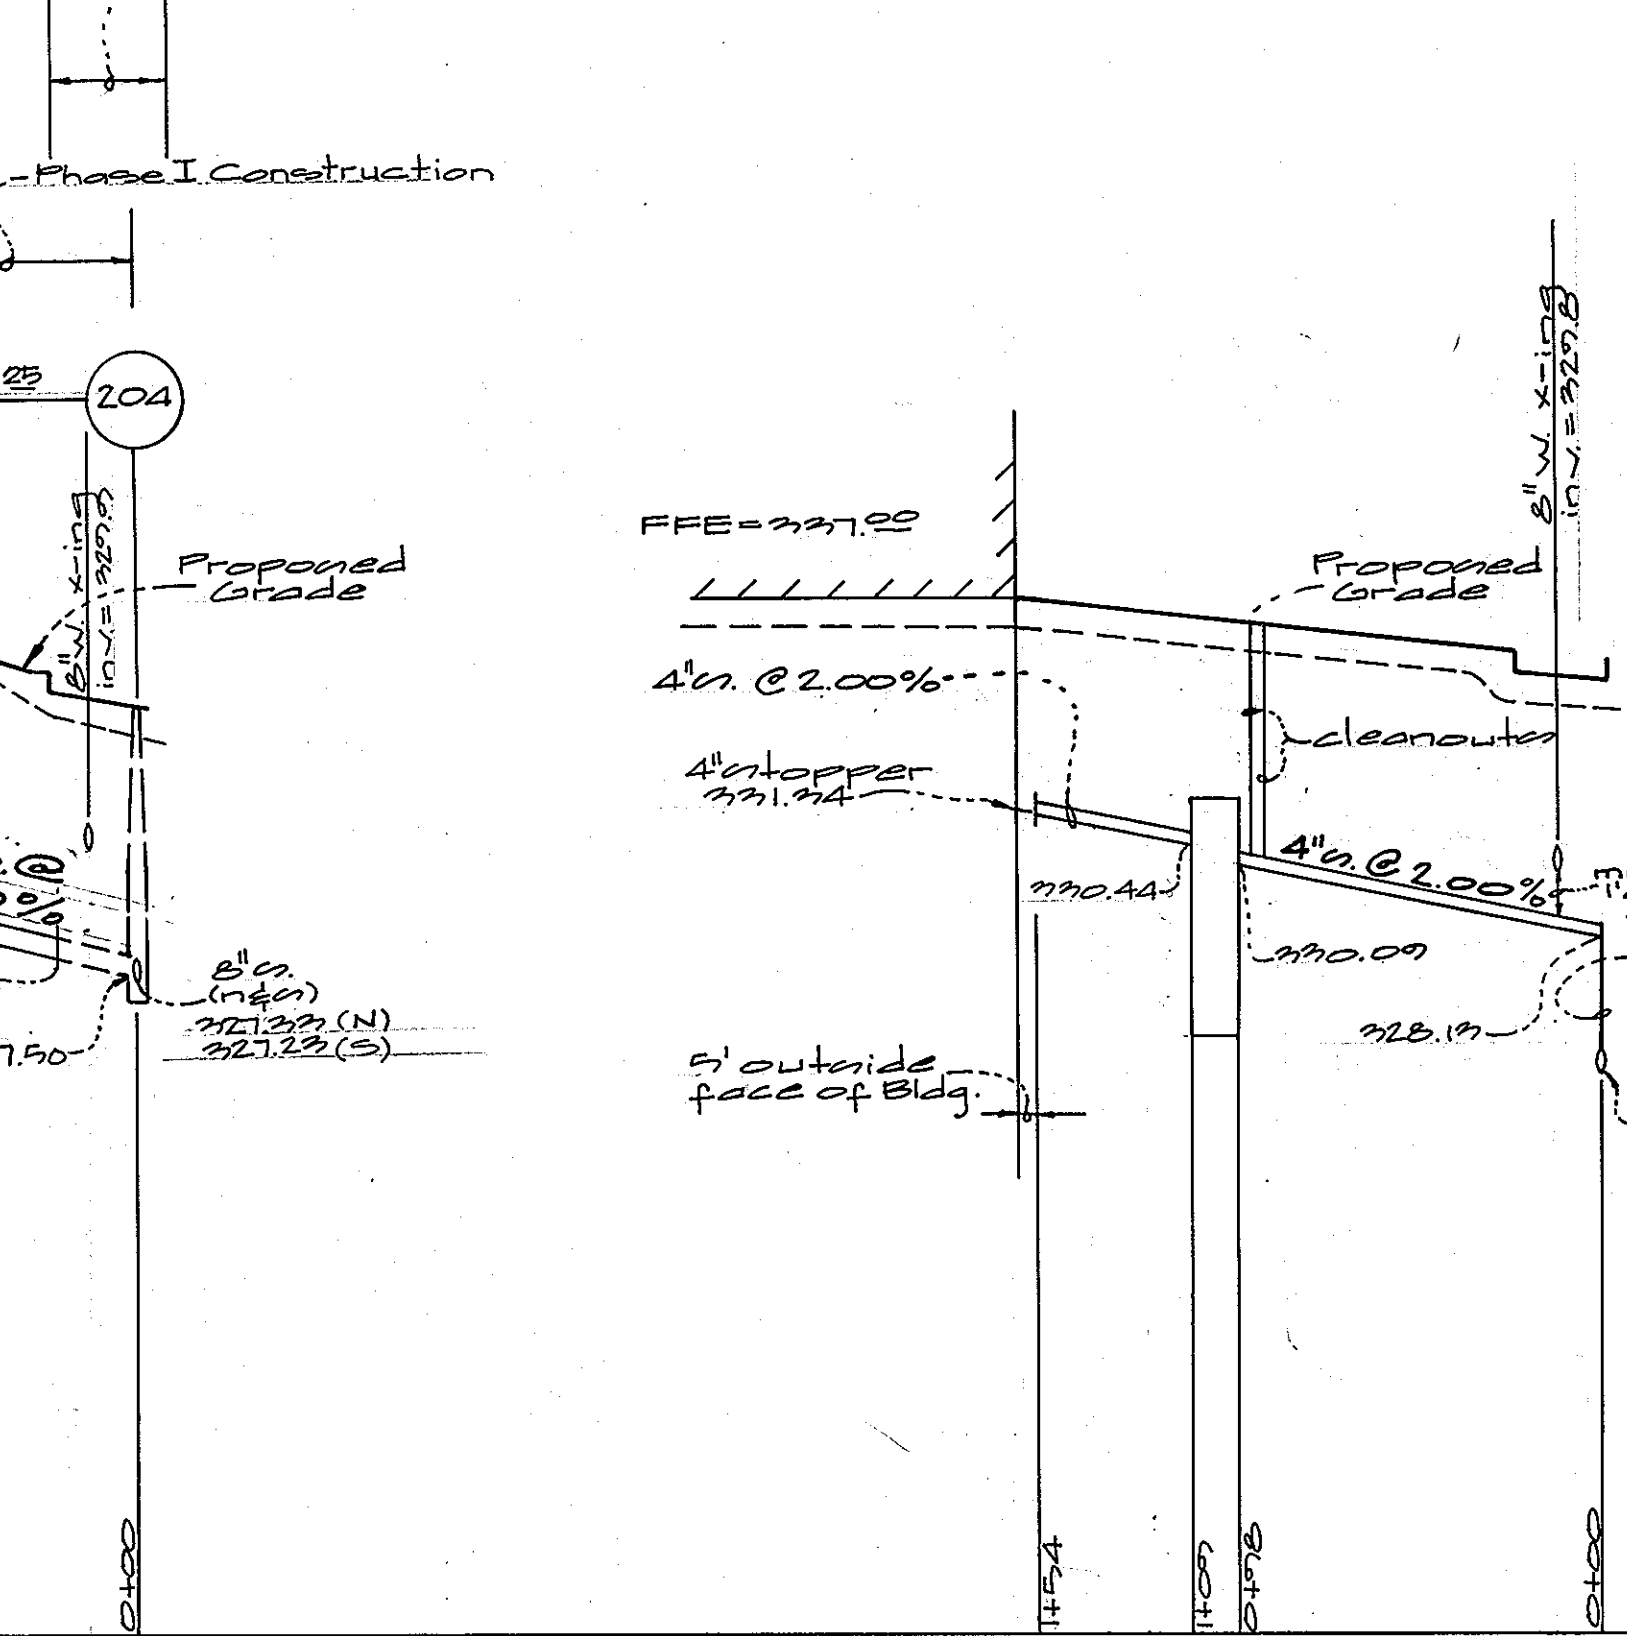 -Phase I Construction
25
204
8" W. x-ing
inv. = 329.6
Proposed
Grade
@
%
7.50
8"S.
(n&s)
327.33 (N)
327.23 (S)
0+00
FFE = 337.00
4"S. @ 2.00%
4" Stopper
331.34
330.44
5' outside
face of Bldg.
Proposed
Grade
cleanouts
8" W. x-ing
inv. = 329.8
4"S. @ 2.00%
330.09
328.13
1+54
1+09
0+98
0+00